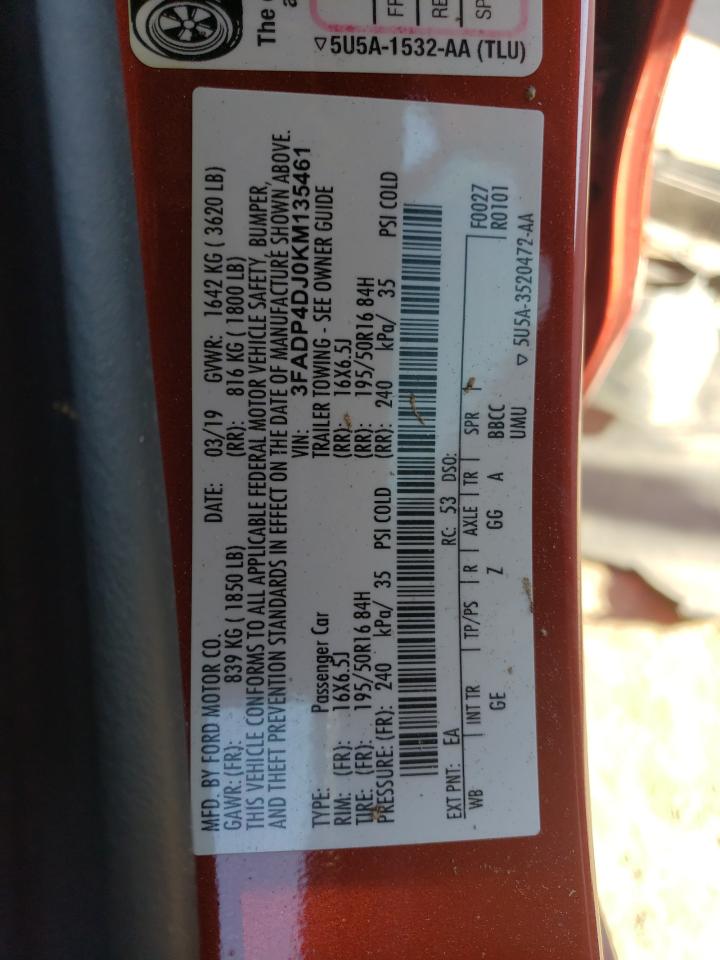 The
a
FR
RE
SP
▽5U5A-1532-AA (TLU)
MFD. BY FORD MOTOR CO.
DATE: 03/19 GVWR: 1642 KG ( 3620 LB)
GAWR: (FR): 839 KG ( 1850 LB) (RR): 816 KG ( 1800 LB)
THIS VEHICLE CONFORMS TO ALL APPLICABLE FEDERAL MOTOR VEHICLE SAFETY, BUMPER,
AND THEFT PREVENTION STANDARDS IN EFFECT ON THE DATE OF MANUFACTURE SHOWN ABOVE.
VIN: 3FADP4DJ0KM135461
TYPE: Passenger Car TRAILER TOWING - SEE OWNER GUIDE
RIM: (FR): 16X6.5J (RR): 16X6.5J
TIRE: (FR): 195/50R16 84H (RR): 195/50R16 84H
PRESSURE: (FR): 240 kPa/ 35 PSI COLD (RR): 240 kPa/ 35 PSI COLD
EXT PNT: EA RC: 53 DSO:
WB INT TR TP/PS R AXLE TR SPR F0027
GE Z GG A BBCC R0101
UMU
▽ 5U5A-3520472-AA